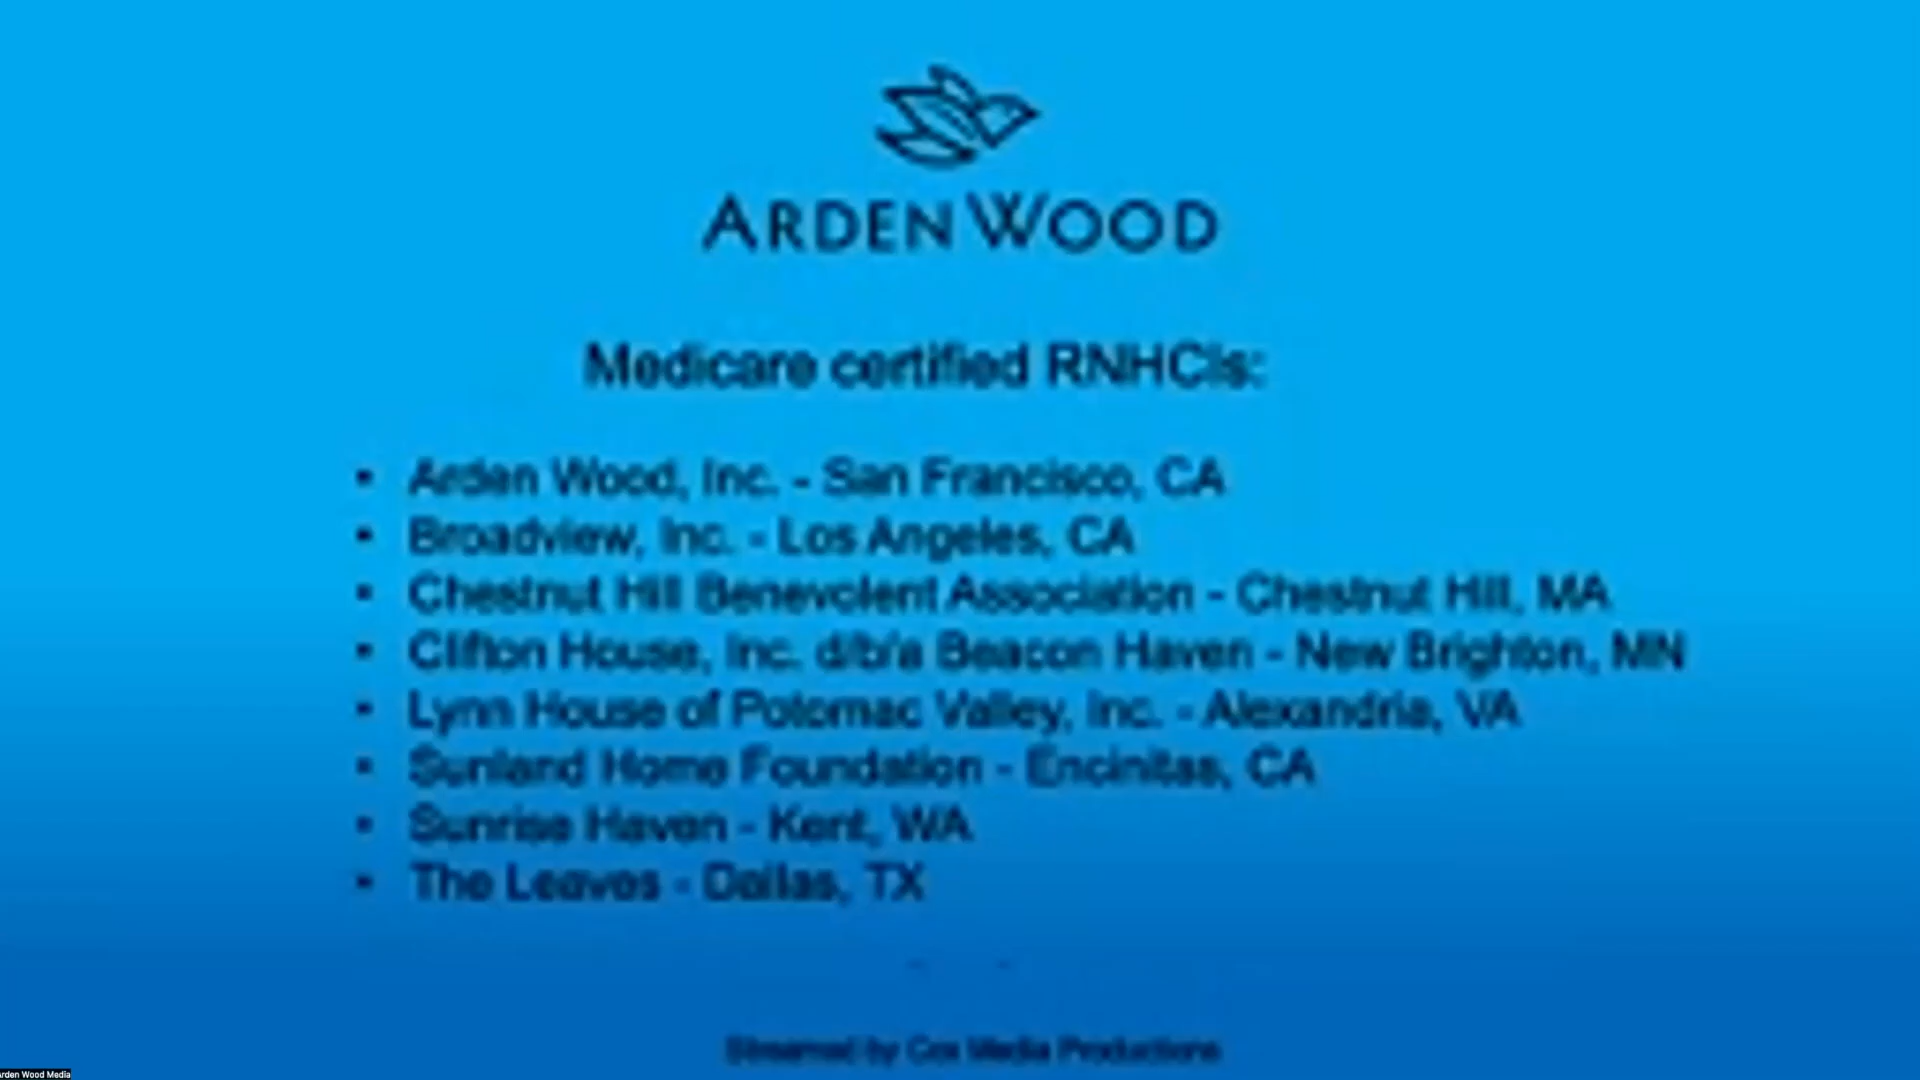 ARDEN WOOD
Medicare certified RNHCIs:
• Arden Wood, Inc. - San Francisco, CA
• Broadview, Inc. - Los Angeles, CA
• Chestnut Hill Benevolent Association - Chestnut Hill, MA
• Clifton House, Inc. d/b/a Beacon Haven - New Brighton, MN
• Lynn House of Potomac Valley, Inc. - Alexandria, VA
• Sunland Home Foundation - Encinitas, CA
• Sunrise Haven - Kent, WA
• The Leaves - Dallas, TX
Streamed by Cox Media Productions
Arden Wood Media